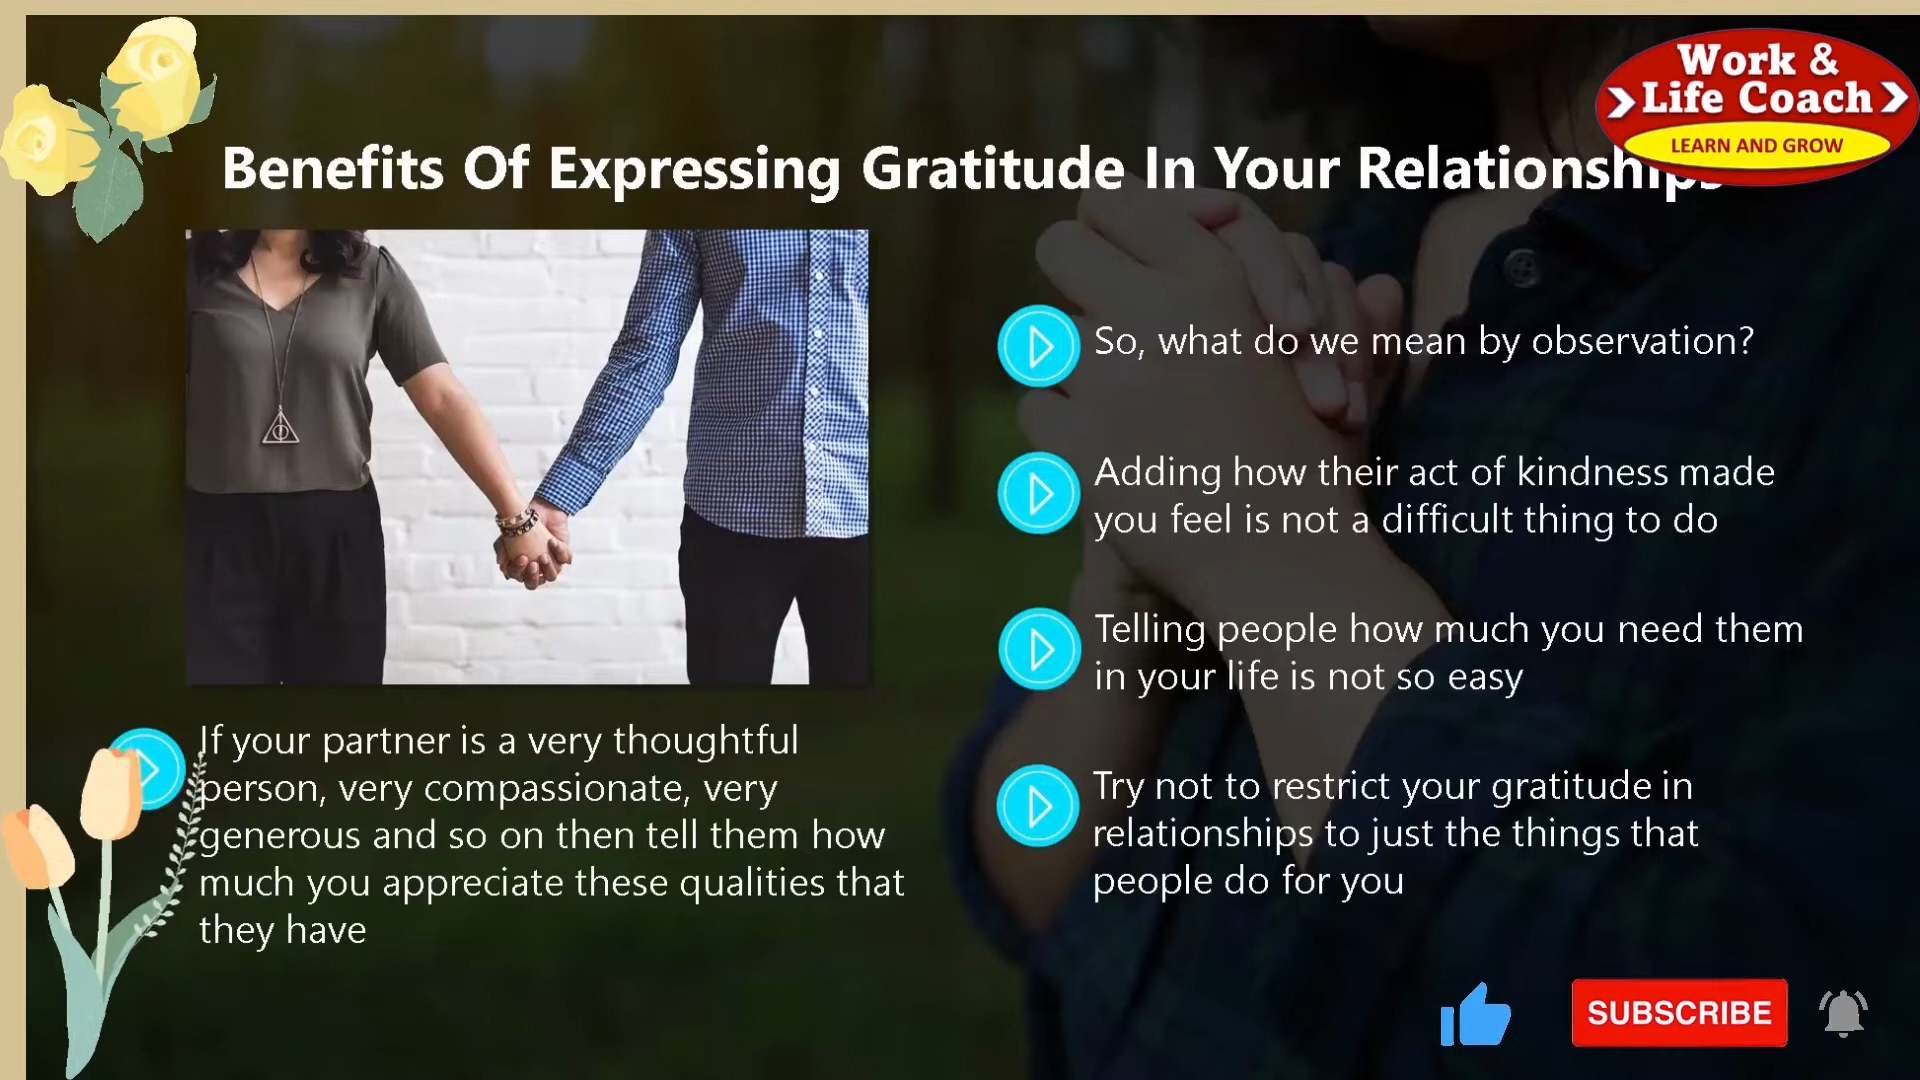 Work &
Life Coach
LEARN AND GROW
Benefits Of Expressing Gratitude In Your Relationships
So, what do we mean by observation?
Adding how their act of kindness made
you feel is not a difficult thing to do
Telling people how much you need them
in your life is not so easy
Try not to restrict your gratitude in
relationships to just the things that
people do for you
If your partner is a very thoughtful
person, very compassionate, very
generous and so on then tell them how
much you appreciate these qualities that
they have
SUBSCRIBE